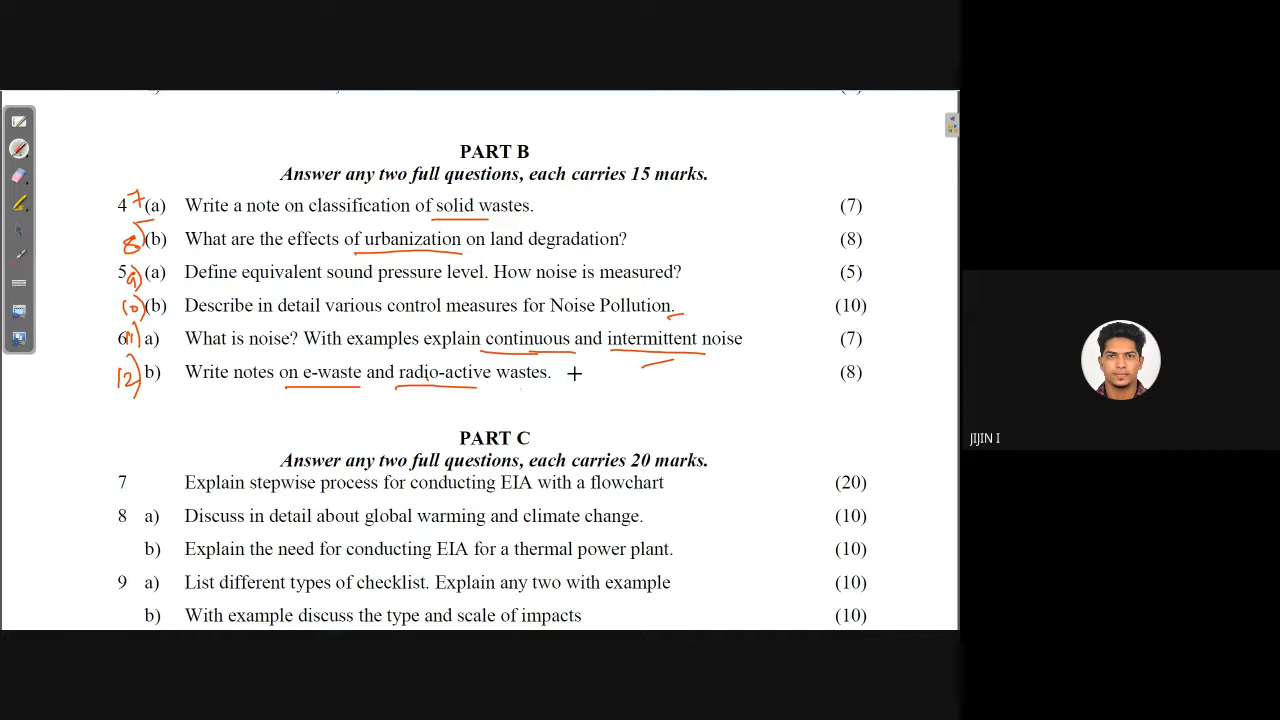 PART B
Answer any two full questions, each carries 15 marks.
4 7 (a) Write a note on classification of solid wastes. (7)
8 (b) What are the effects of urbanization on land degradation? (8)
5 9) (a) Define equivalent sound pressure level. How noise is measured? (5)
10) (b) Describe in detail various control measures for Noise Pollution. (10)
6 11) a) What is noise? With examples explain continuous and intermittent noise (7)
12) b) Write notes on e-waste and radio-active wastes. (8)
PART C
Answer any two full questions, each carries 20 marks.
7 Explain stepwise process for conducting EIA with a flowchart (20)
8 a) Discuss in detail about global warming and climate change. (10)
b) Explain the need for conducting EIA for a thermal power plant. (10)
9 a) List different types of checklist. Explain any two with example (10)
b) With example discuss the type and scale of impacts (10)
JIJIN I